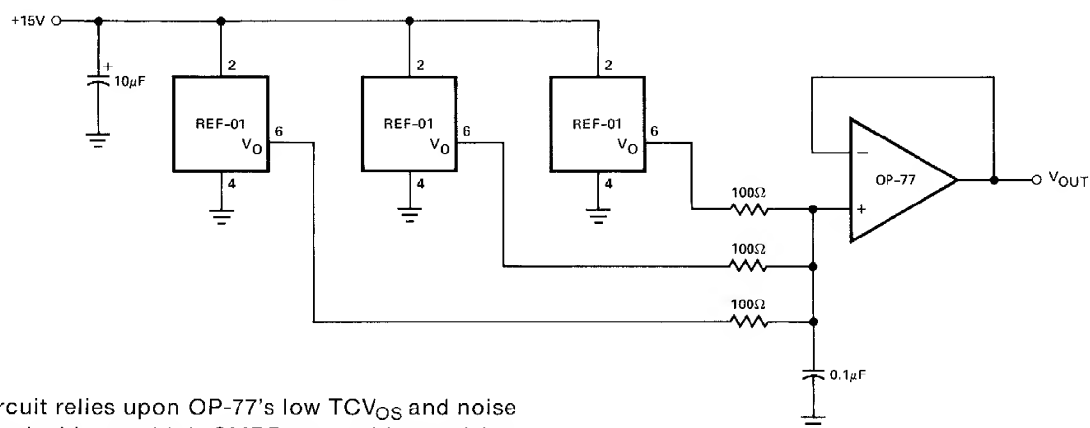 +15V
+
10µF
2
2
2
REF-01
REF-01
REF-01
6
6
6
V_O
V_O
V_O
4
4
4
100Ω
100Ω
100Ω
−
OP-77
+
V_OUT
0.1µF
rcuit relies upon OP-77's low TCV_OS and noise